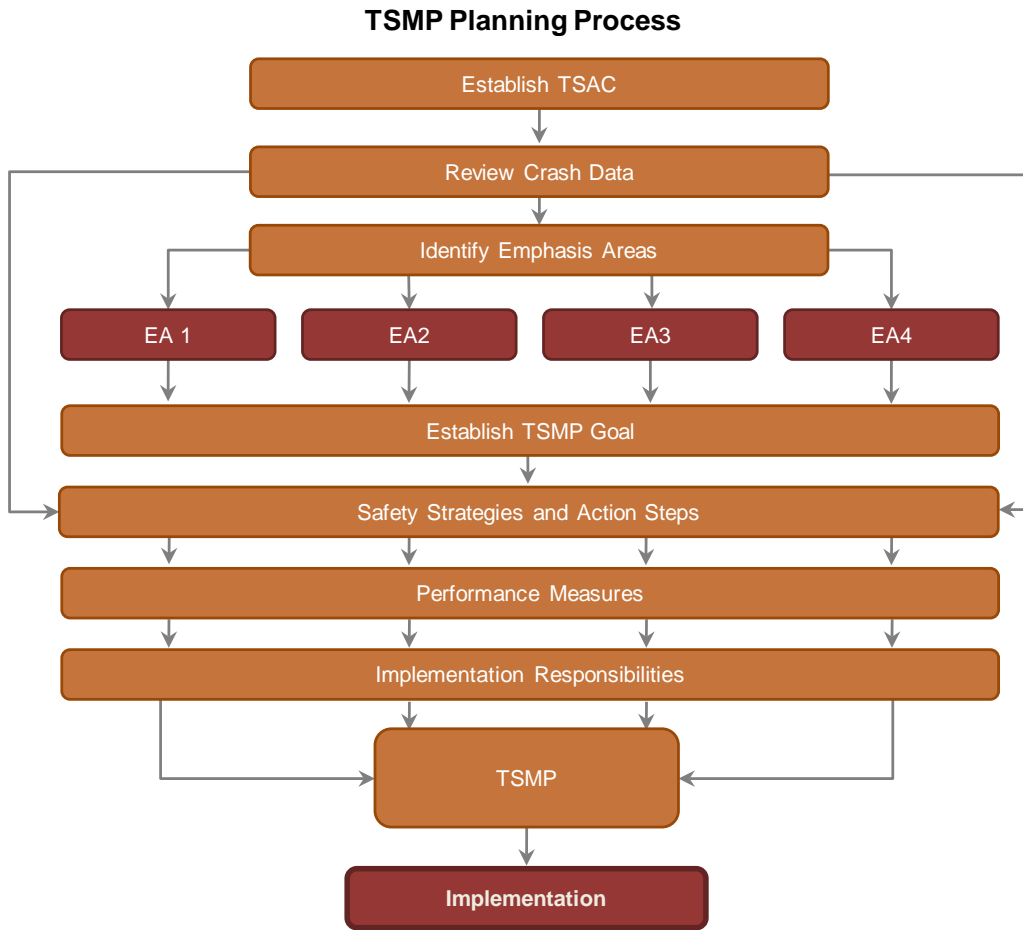 TSMP Planning Process
Establish TSAC
Review Crash Data
Identify Emphasis Areas
EA 1
EA2
EA3
EA4
Establish TSMP Goal
Safety Strategies and Action Steps
Performance Measures
Implementation Responsibilities
TSMP
Implementation